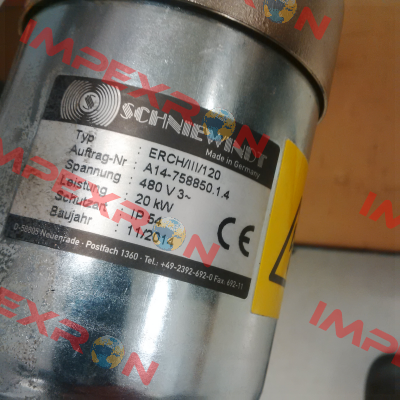 SCHNIEWINDT
Made in Germany
Typ : ERCH/III/120
Auftrag-Nr : A14-758850.1.4
Spannung : 480 V 3~
Leistung : 20 kW
Schutzart : IP 54
Baujahr : 11/2014
CE
D-58805 Neuenrade · Postfach 1360 · Tel.: +49-2392-692-0 Fax 692-11
IMPEXRON
IMPEXRON
IMPEXRON